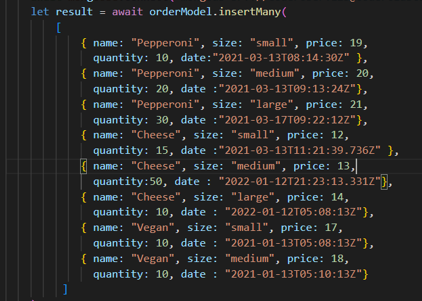 let result = await orderModel.insertMany(
[
{ name: "Pepperoni", size: "small", price: 19,
quantity: 10, date:"2021-03-13T08:14:30Z" },
{ name: "Pepperoni", size: "medium", price: 20,
quantity: 20, date :"2021-03-13T09:13:24Z"},
{ name: "Pepperoni", size: "large", price: 21,
quantity: 30, date :"2021-03-17T09:22:12Z"},
{ name: "Cheese", size: "small", price: 12,
quantity: 15, date :"2021-03-13T11:21:39.736Z" },
{ name: "Cheese", size: "medium", price: 13,
quantity:50, date : "2022-01-12T21:23:13.331Z"},
{ name: "Cheese", size: "large", price: 14,
quantity: 10, date : "2022-01-12T05:08:13Z"},
{ name: "Vegan", size: "small", price: 17,
quantity: 10, date : "2021-01-13T05:08:13Z"},
{ name: "Vegan", size: "medium", price: 18,
quantity: 10, date : "2021-01-13T05:10:13Z"}
]